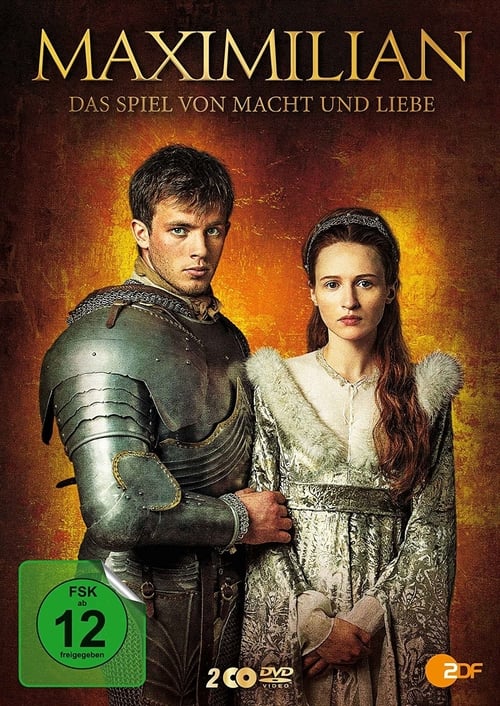 MAXIMILIAN
DAS SPIEL VON MACHT UND LIEBE
FSK
ab
12
freigegeben
2 DVD
VIDEO
ZDF